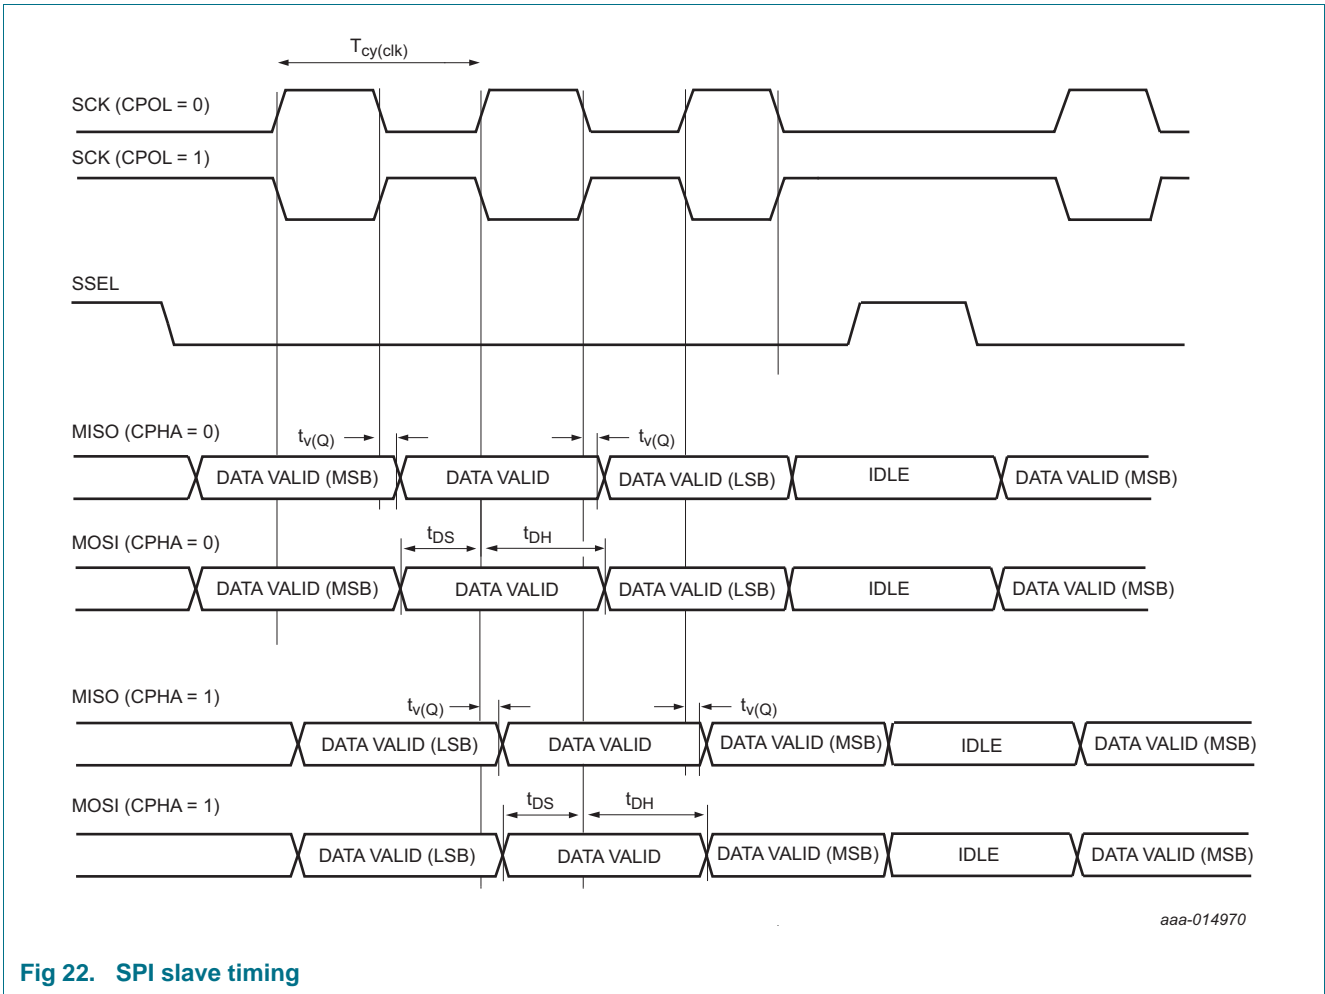 Tcy(clk)
SCK (CPOL = 0)
SCK (CPOL = 1)
SSEL
MISO (CPHA = 0)
tv(Q)
tv(Q)
DATA VALID (MSB)
DATA VALID
DATA VALID (LSB)
IDLE
DATA VALID (MSB)
tDS
tDH
MOSI (CPHA = 0)
DATA VALID (MSB)
DATA VALID
DATA VALID (LSB)
IDLE
DATA VALID (MSB)
MISO (CPHA = 1)
tv(Q)
tv(Q)
DATA VALID (LSB)
DATA VALID
DATA VALID (MSB)
IDLE
DATA VALID (MSB)
tDS
tDH
MOSI (CPHA = 1)
DATA VALID (LSB)
DATA VALID
DATA VALID (MSB)
IDLE
DATA VALID (MSB)
aaa-014970
Fig 22. SPI slave timing